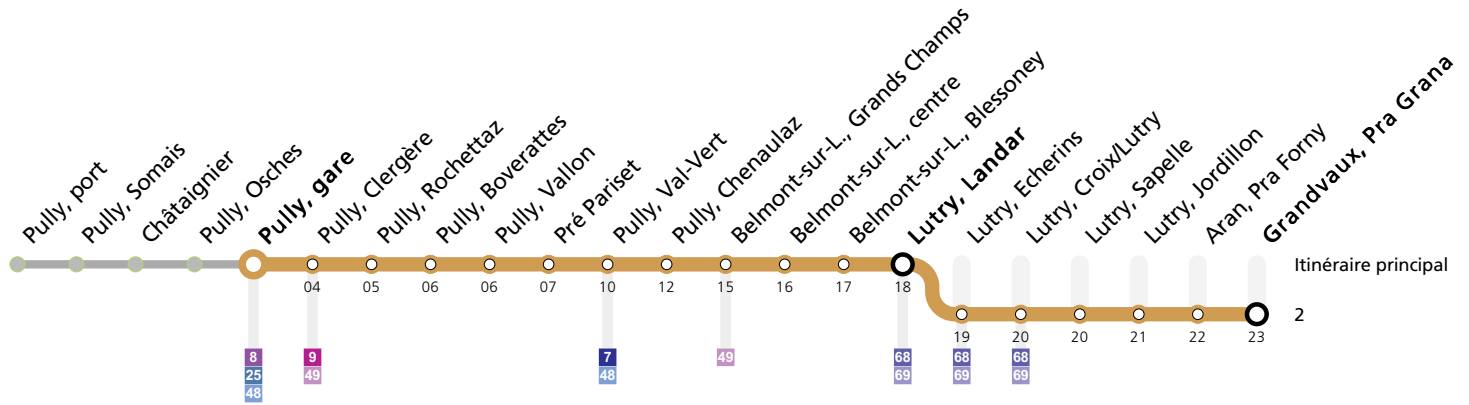 Pully, port
Pully, Somais
Châtaignier
Pully, Osches
Pully, gare
Pully, Clergère
Pully, Rochettaz
Pully, Boverattes
Pully, Vallon
Pré Pariset
Pully, Val-Vert
Pully, Chenaulaz
Belmont-sur-L., Grands Champs
Belmont-sur-L., centre
Belmont-sur-L., Blessoney
Lutry, Landar
Lutry, Echerins
Lutry, Croix/Lutry
Lutry, Sapelle
Lutry, Jordillon
Aran, Pra Forny
Grandvaux, Pra Grana
Itinéraire principal
04 05 06 06 07 10 12 15 16 17 18
2
19 20 20 21 22 23
8 9 7 49 68 68 68
25 49 48 69 69 69
48